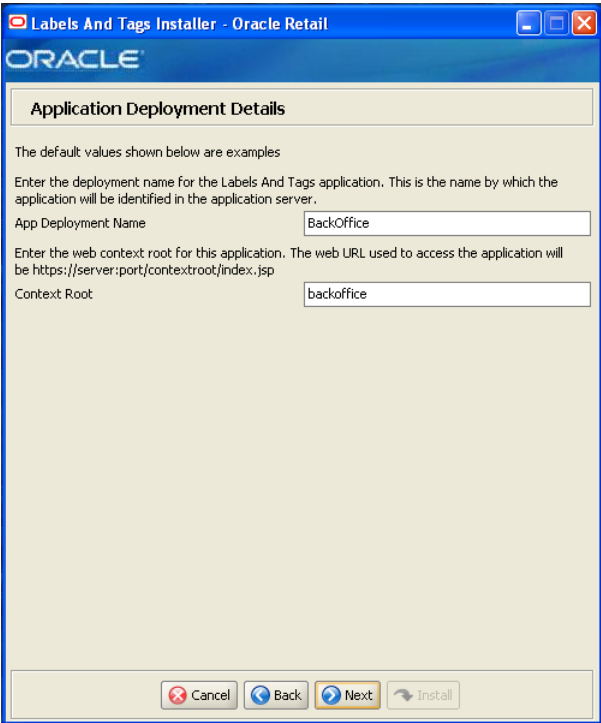 Labels And Tags Installer - Oracle Retail
ORACLE
Application Deployment Details
The default values shown below are examples
Enter the deployment name for the Labels And Tags application. This is the name by which the
application will be identified in the application server.
App Deployment Name BackOffice
Enter the web context root for this application. The web URL used to access the application will
be https://server:port/contextroot/index.jsp
Context Root backoffice
Cancel Back Next Install